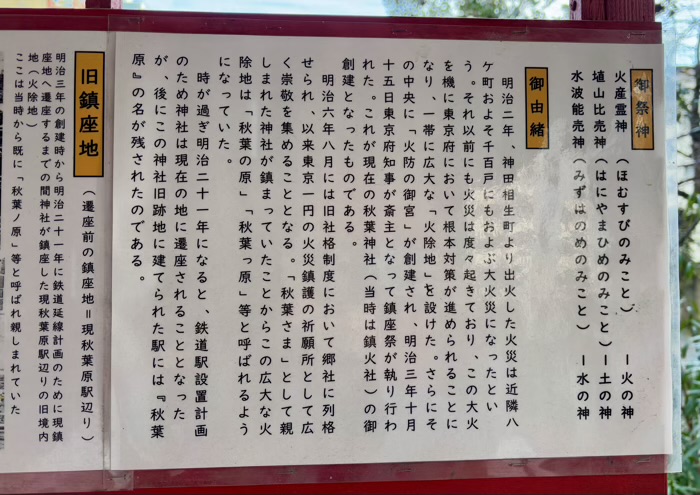 御祭神
火産霊神 (ほむすびのみこと) ー火の神
埴山比売神 (はにやまひめのみこと) ー土の神
水波能売神 (みずはのめのみこと) ー水の神
御由緒
明治二年、神田相生町より出火した火災は近隣八
ケ町およそ千百戸にもおよぶ大火災になったとい
う。それ以前にも火災は度々起きており、この大火
を機に東京府において根本対策が進められることに
なり、一帯に広大な「火除地」を設けた。さらにそ
の中央に「火防の御宮」が創建され、明治三年十月
十五日東京府知事が斎主となって鎮座祭が執り行わ
れた。これが現在の秋葉神社(当時は鎮火社)の御
創建となったものである。
明治六年八月には旧社格制度において郷社に列格
せられ、以来東京一円の火災鎮護の祈願所として広
く崇敬を集めることとなる。「秋葉さま」として親
しまれた神社が鎮まっていたことからこの広大な火
除地は「秋葉の原」「秋葉っ原」等と呼ばれるよう
になっていた。
時が過ぎ明治二十一年になると、鉄道駅設置計画
のため神社は現在の地に遷座されることとなった
が、後にこの神社旧跡地に建てられた駅には『秋葉
原』の名が残されたのである。
旧鎮座地 (遷座前の鎮座地=現秋葉原駅辺り)
明治三年の創建時から明治二十一年に鉄道延線計画のために現鎮
座地へ遷座するまでの間神社が鎮座した現秋葉原駅辺りの旧境内
地(火除地)
ここは当時から既に「秋葉ノ原」等と呼ばれ親しまれていた